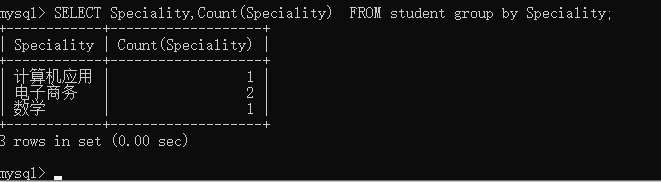 mysql> SELECT Speciality,Count(Speciality)  FROM student group by Speciality;
+------------+-------------------+
| Speciality | Count(Speciality) |
+------------+-------------------+
| 计算机应用 | 1 |
| 电子商务 | 2 |
| 数学 | 1 |
+------------+-------------------+
3 rows in set (0.00 sec)
mysql> _